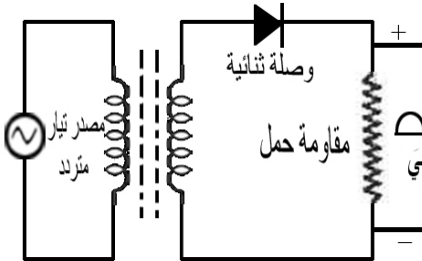 +
وصلة ثنائية
مصدر تيار
متردد
مقاومة حمل
−